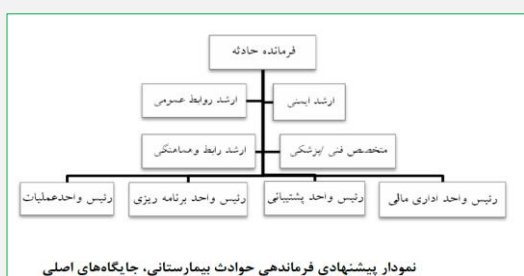 فرمانده حادثه
ارشد ایمنی
ارشد روابط عمومی
متخصص فنی /پزشکی
ارشد رابط وهماهنگی
رئیس واحد اداری مالی
رئیس واحد پشتیبانی
رئیس واحد برنامه ریزی
رئیس واحدعملیات
نمودار پیشنهادی فرماندهی حوادث بیمارستانی، جایگاه‌های اصلی